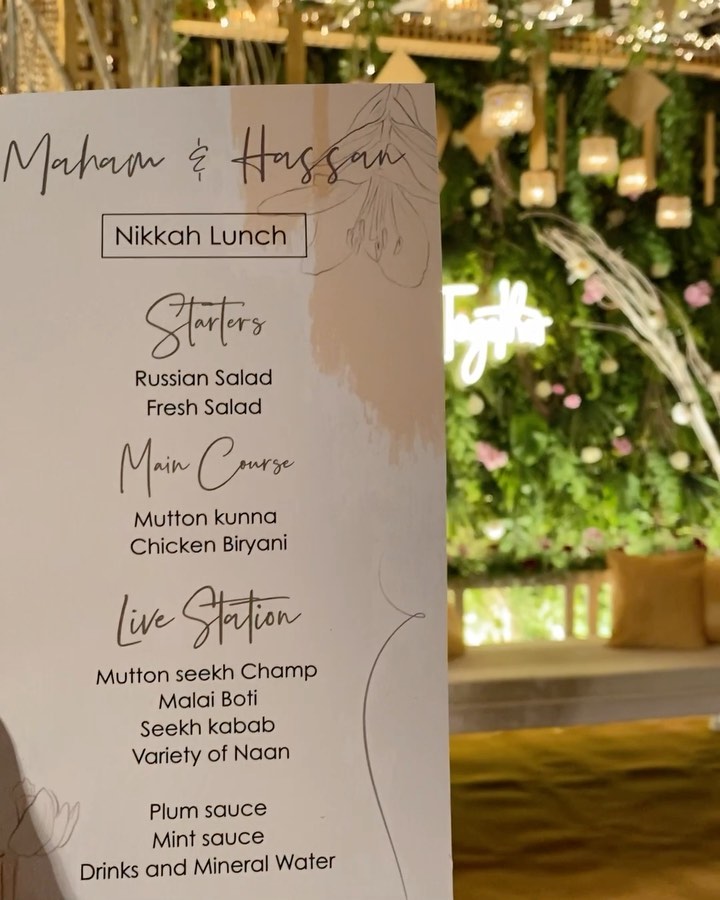 Maham & Hassan
Nikkah Lunch
Starters
Russian Salad
Fresh Salad
Main Course
Mutton kunna
Chicken Biryani
Live Station
Mutton seekh Champ
Malai Boti
Seekh kabab
Variety of Naan
Plum sauce
Mint sauce
Drinks and Mineral Water